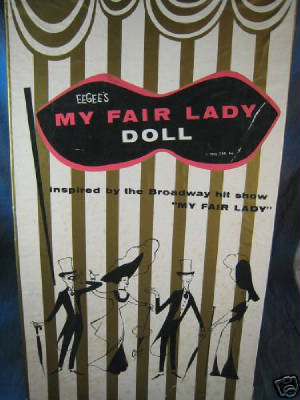 EEGEE'S
MY FAIR LADY
DOLL
inspired by the Broadway hit show
"MY FAIR LADY"